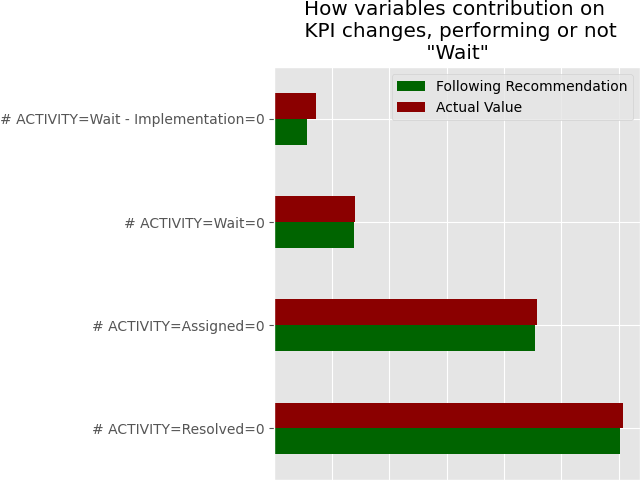 How variables contribution on
KPI changes, performing or not
"Wait"
Following Recommendation
Actual Value
# ACTIVITY=Wait - Implementation=0
# ACTIVITY=Wait=0
# ACTIVITY=Assigned=0
# ACTIVITY=Resolved=0